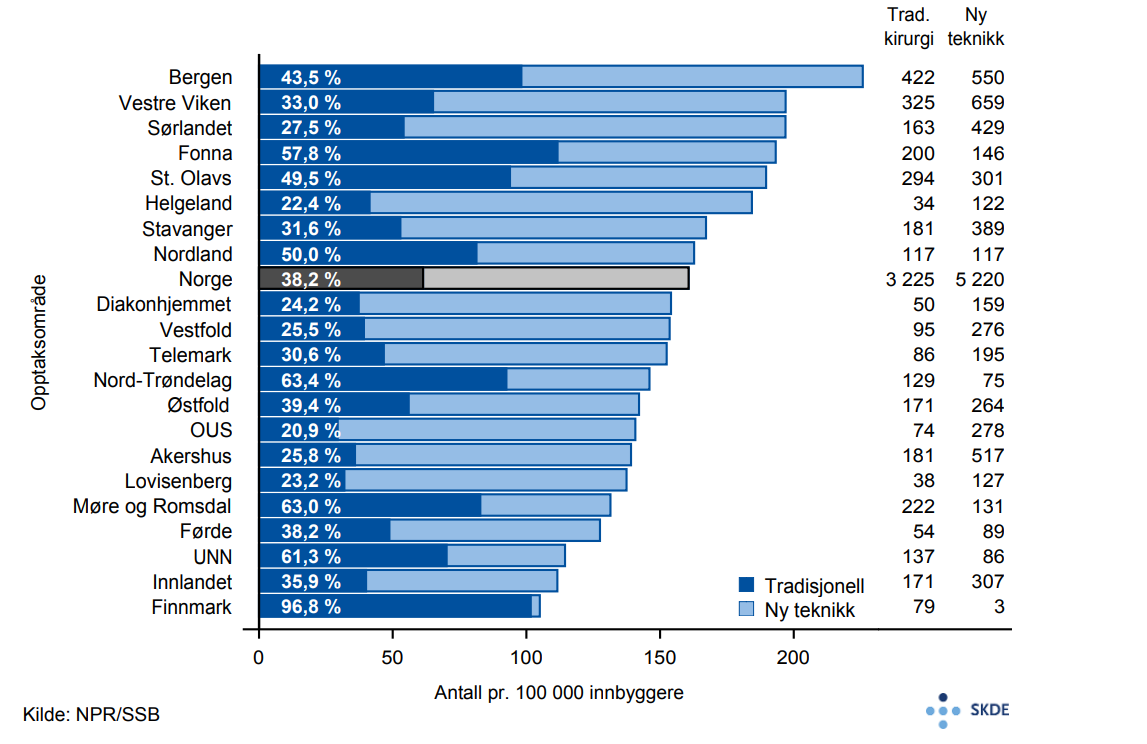 Trad. Ny
kirurgi teknikk
Bergen 43,5 % 422 550
Vestre Viken 33,0 % 325 659
Sørlandet 27,5 % 163 429
Fonna 57,8 % 200 146
St. Olavs 49,5 % 294 301
Helgeland 22,4 % 34 122
Stavanger 31,6 % 181 389
Nordland 50,0 % 117 117
Norge 38,2 % 3 225 5 220
Diakonhjemmet 24,2 % 50 159
Vestfold 25,5 % 95 276
Telemark 30,6 % 86 195
Nord-Trøndelag 63,4 % 129 75
Østfold 39,4 % 171 264
OUS 20,9 % 74 278
Akershus 25,8 % 181 517
Lovisenberg 23,2 % 38 127
Møre og Romsdal 63,0 % 222 131
Førde 38,2 % 54 89
UNN 61,3 % 137 86
Innlandet 35,9 % 171 307
Finnmark 96,8 % 79 3
Opptaksområde
Tradisjonell
Ny teknikk
0 50 100 150 200
Antall pr. 100 000 innbyggere
Kilde: NPR/SSB
SKDE